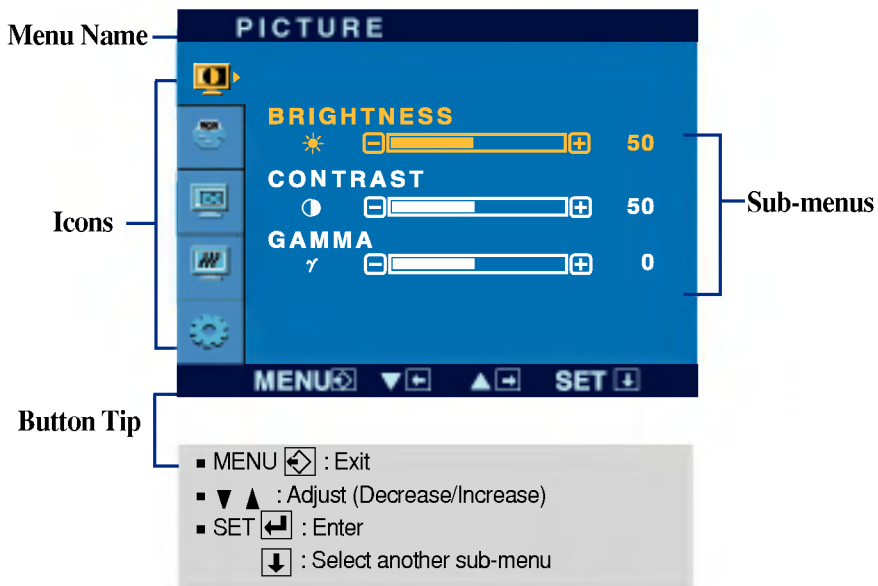 Menu Name
PICTURE
BRIGHTNESS
50
CONTRAST
50
GAMMA
γ 0
Icons
Sub-menus
MENU ▼ ▲ SET
Button Tip
▪ MENU : Exit
▪ ▼ ▲ : Adjust (Decrease/Increase)
▪ SET : Enter
: Select another sub-menu